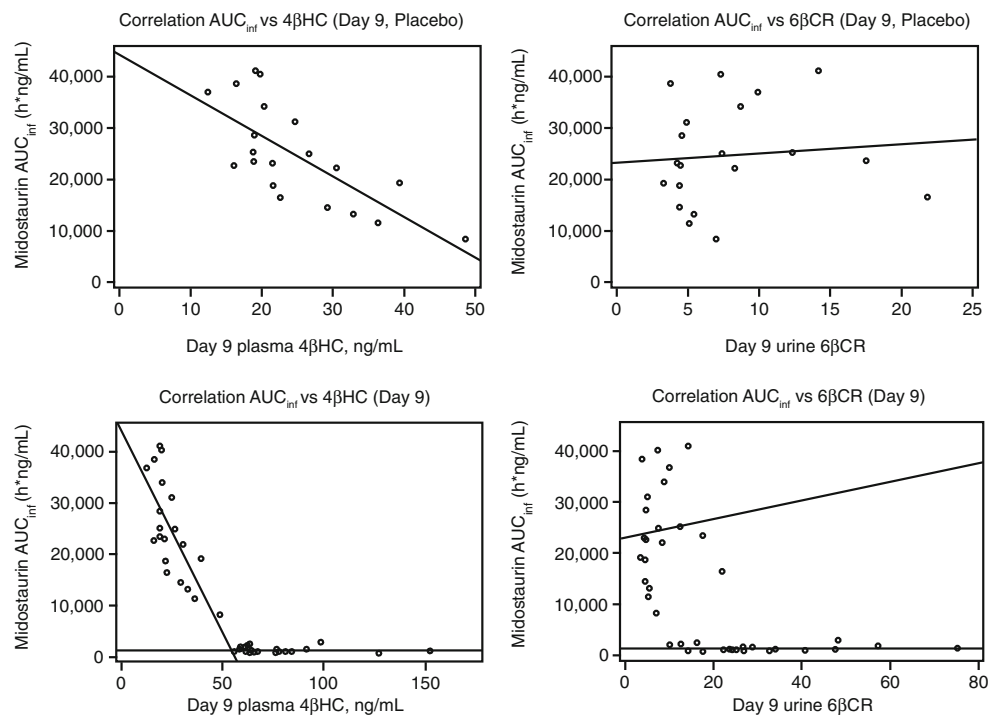 Correlation AUCinf vs 4βHC (Day 9, Placebo)
Midostaurin AUCinf (h*ng/mL)
40,000
30,000
20,000
10,000
0
0 10 20 30 40 50
Day 9 plasma 4βHC, ng/mL
Correlation AUCinf vs 6βCR (Day 9, Placebo)
Midostaurin AUCinf (h*ng/mL)
40,000
30,000
20,000
10,000
0
0 5 10 15 20 25
Day 9 urine 6βCR
Correlation AUCinf vs 4βHC (Day 9)
Midostaurin AUCinf (h*ng/mL)
40,000
30,000
20,000
10,000
0
0 50 100 150
Day 9 plasma 4βHC, ng/mL
Correlation AUCinf vs 6βCR (Day 9)
Midostaurin AUCinf (h*ng/mL)
40,000
30,000
20,000
10,000
0
0 20 40 60 80
Day 9 urine 6βCR